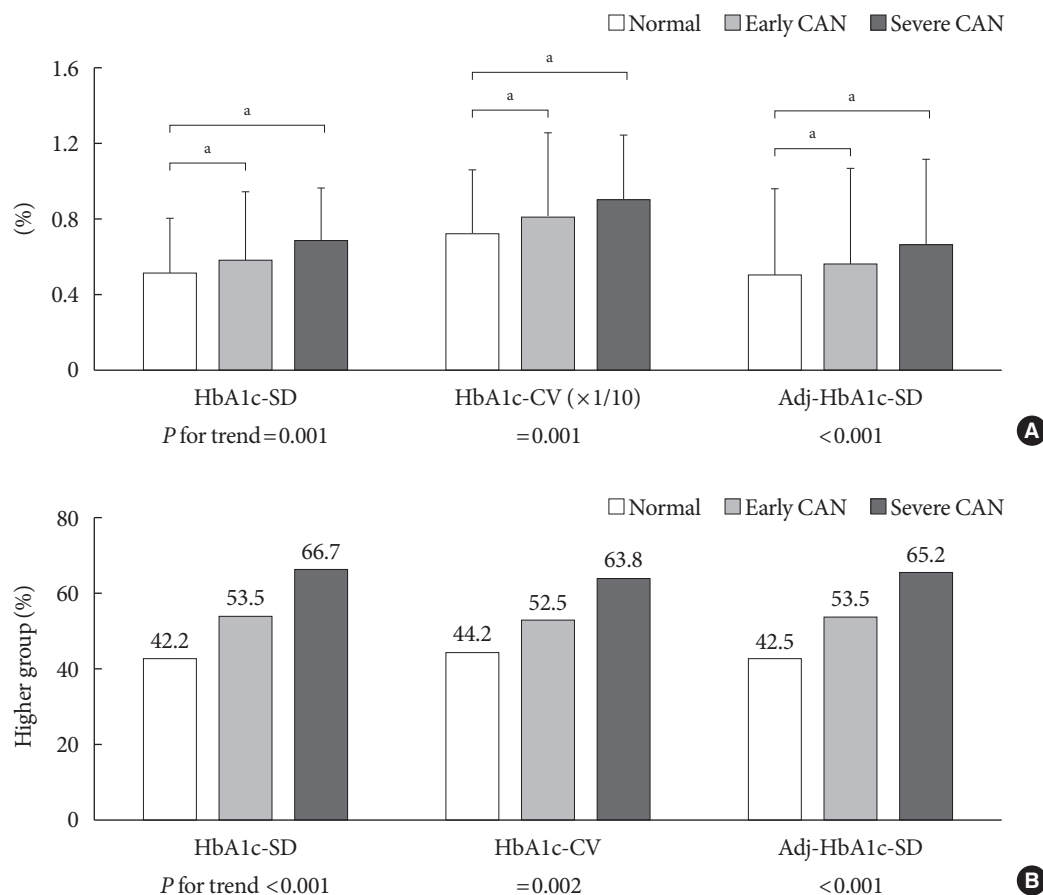 Normal Early CAN Severe CAN
1.6
a
a
a
a
a
a
1.2
0.8
0.4
0
(%)
HbA1c-SD HbA1c-CV (×1/10) Adj-HbA1c-SD
P for trend=0.001 =0.001 <0.001
A
Normal Early CAN Severe CAN
80
60
40
20
0
Higher group (%)
42.2 53.5 66.7
44.2 52.5 63.8
42.5 53.5 65.2
HbA1c-SD HbA1c-CV Adj-HbA1c-SD
P for trend <0.001 =0.002 <0.001
B